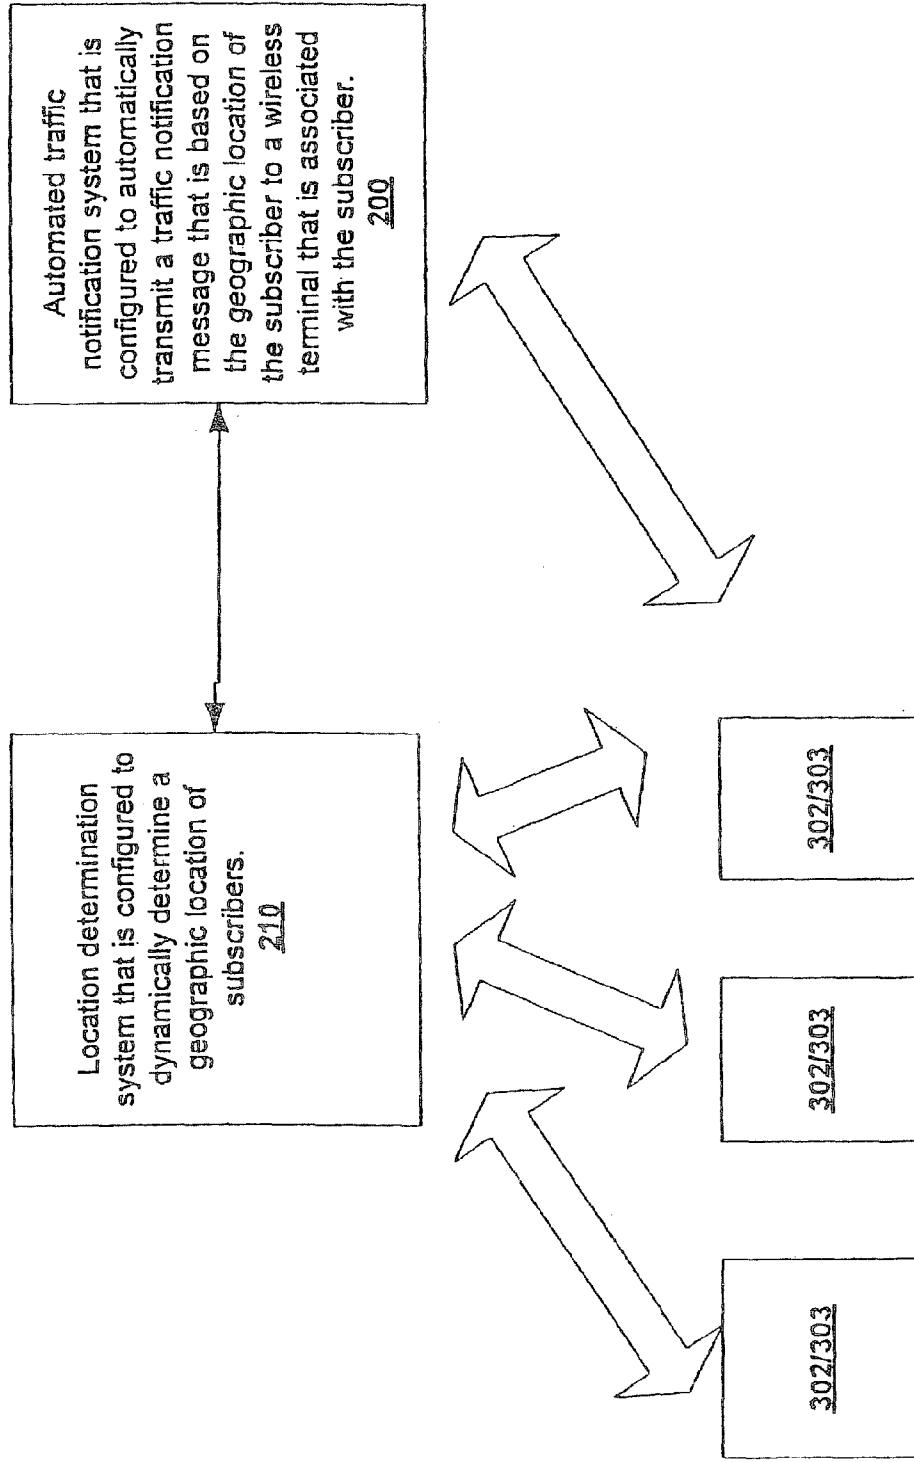 Location determination
system that is configured to
dynamically determine a
geographic location of
subscribers.
210
Automated traffic
notification system that is
configured to automatically
transmit a traffic notification
message that is based on
the geographic location of
the subscriber to a wireless
terminal that is associated
with the subscriber.
200
302/303
302/303
302/303